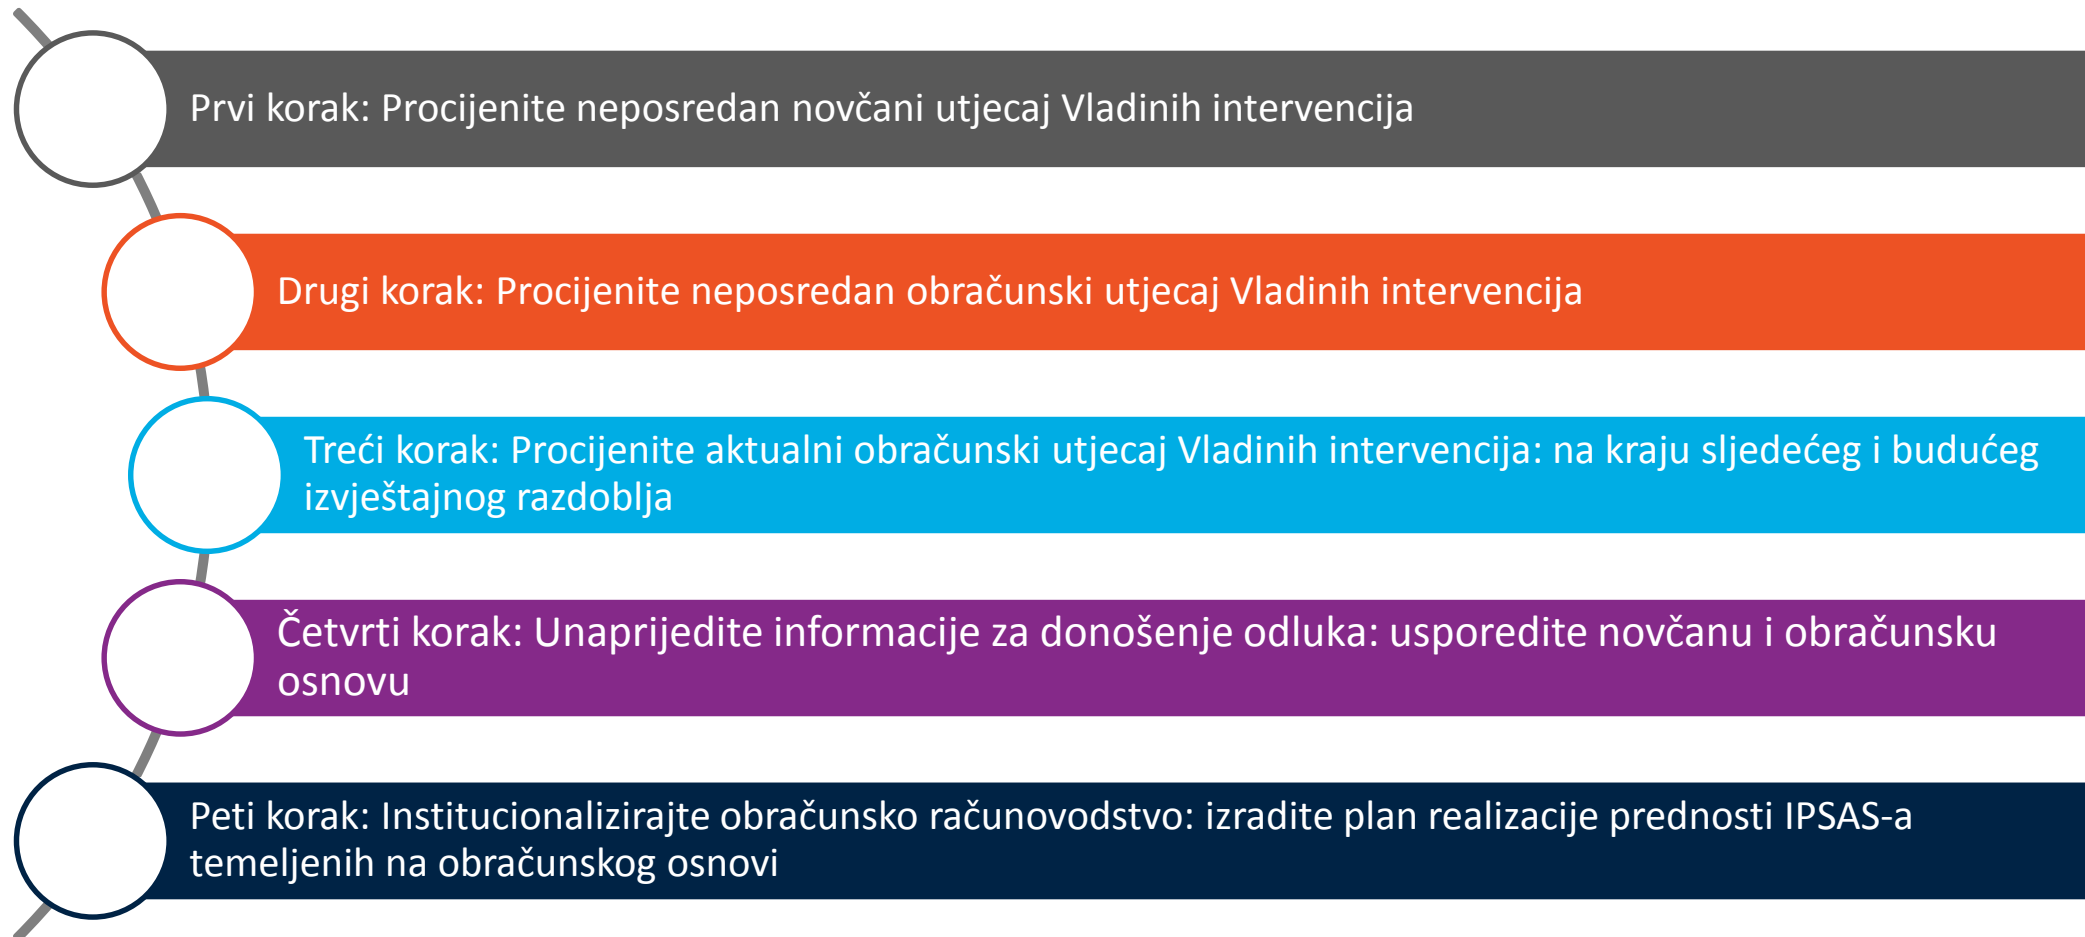 Prvi korak: Procijenite neposredan novčani utjecaj Vladinih intervencija
Drugi korak: Procijenite neposredan obračunski utjecaj Vladinih intervencija
Treći korak: Procijenite aktualni obračunski utjecaj Vladinih intervencija: na kraju sljedećeg i budućeg
izvještajnog razdoblja
Četvrti korak: Unaprijedite informacije za donošenje odluka: usporedite novčanu i obračunsku
osnovu
Peti korak: Institucionalizirajte obračunsko računovodstvo: izradite plan realizacije prednosti IPSAS-a
temeljenih na obračunskog osnovi